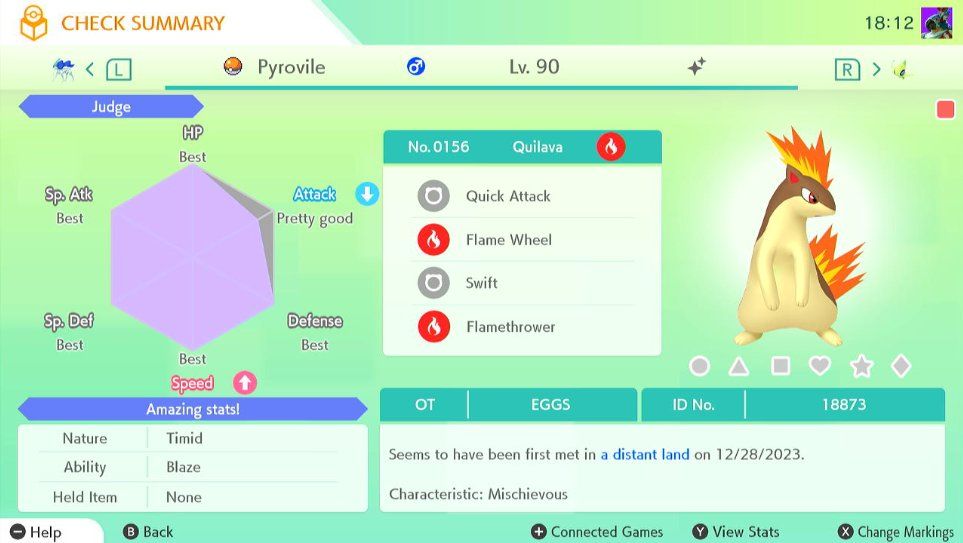 CHECK SUMMARY
18:12
L
Pyrovile
Lv. 90
R
Judge
HP
Best
Sp. Atk
Best
Attack
Pretty good
Sp. Def
Best
Defense
Best
Best
Speed
Amazing stats!
Nature Timid
Ability Blaze
Held Item None
No. 0156 Quilava
Quick Attack
Flame Wheel
Swift
Flamethrower
OT EGGS ID No. 18873
Seems to have been first met in a distant land on 12/28/2023.
Characteristic: Mischievous
Help
B Back
Connected Games
Y View Stats
X Change Markings